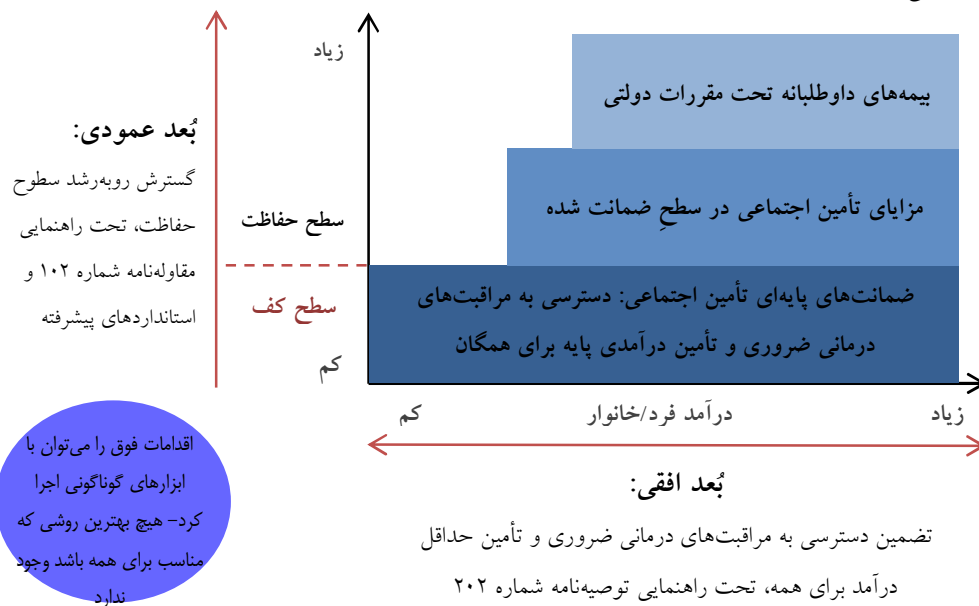 زیاد
بیمه‌های داوطلبانه تحت مقررات دولتی
بُعد عمودی:
گسترش روبه‌رشد سطوح
حفاظت، تحت راهنمایی
مقاوله‌نامه شماره ۱۰۲ و
استانداردهای پیشرفته
مزایای تأمین اجتماعی در سطحِ ضمانت شده
سطح حفاظت
سطح کف
ضمانت‌های پایه‌ای تأمین اجتماعی: دسترسی به مراقبت‌های
درمانی ضروری و تأمین درآمدی پایه برای همگان
کم
زیاد
درآمد فرد/خانوار
کم
بُعد افقی:
تضمین دسترسی به مراقبت‌های درمانی ضروری و تأمین حداقل
درآمد برای همه، تحت راهنمایی توصیه‌نامه شماره ۲۰۲
اقدامات فوق را می‌توان با
ابزارهای گوناگونی اجرا
کرد– هیچ بهترین روشی که
مناسب برای همه باشد وجود
ندارد